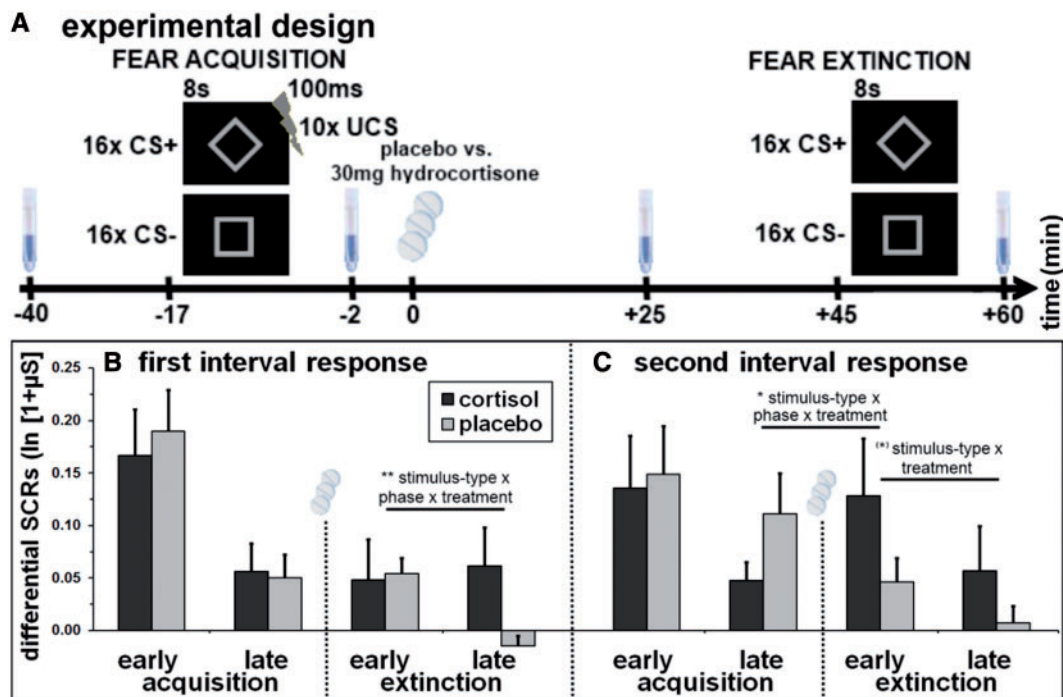 A experimental design
FEAR ACQUISITION
FEAR EXTINCTION
8s 100ms
8s
10x UCS
16x CS+
placebo vs.
30mg hydrocortisone
16x CS+
16x CS-
16x CS-
-40 -17 -2 0 +25 +45 +60
time (min)
B first interval response
C second interval response
differential SCRs (ln [1+µS])
0.25
0.20
0.15
0.10
0.05
0.00
cortisol
placebo
** stimulus-type x
phase x treatment
* stimulus-type x
phase x treatment
(*) stimulus-type x
treatment
early late early late
acquisition extinction
early late early late
acquisition extinction